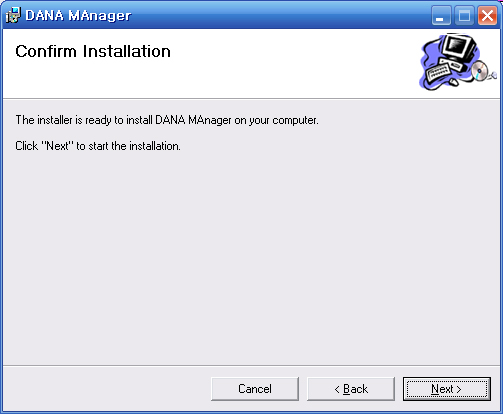 DANA MAnager
Confirm Installation
The installer is ready to install DANA MAnager on your computer.
Click "Next" to start the installation.
Cancel
< Back
Next >